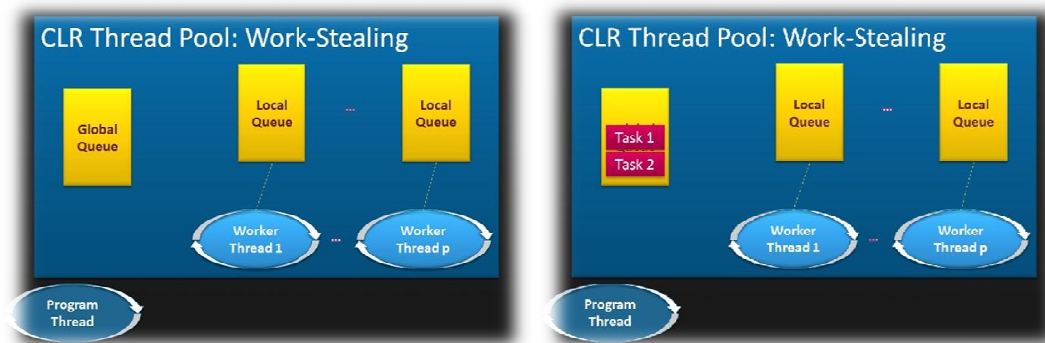 CLR Thread Pool: Work-Stealing
Global
Queue
Local
Queue
...
Local
Queue
Worker
Thread 1
...
Worker
Thread p
Program
Thread
CLR Thread Pool: Work-Stealing
Task 1
Task 2
Local
Queue
...
Local
Queue
Worker
Thread 1
...
Worker
Thread p
Program
Thread